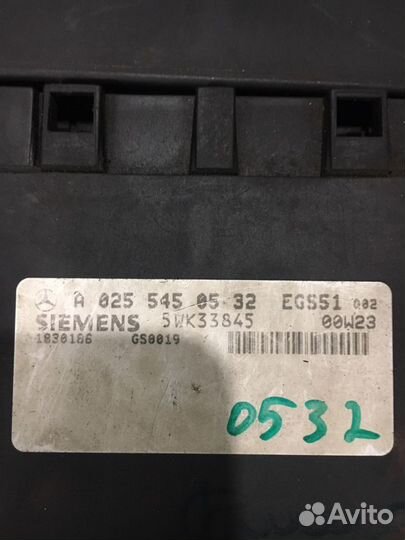 A 025 545 05 32 EGS51 002
SIEMENS 5WK33845 00W23
1830186 GS0019
0532
Avito